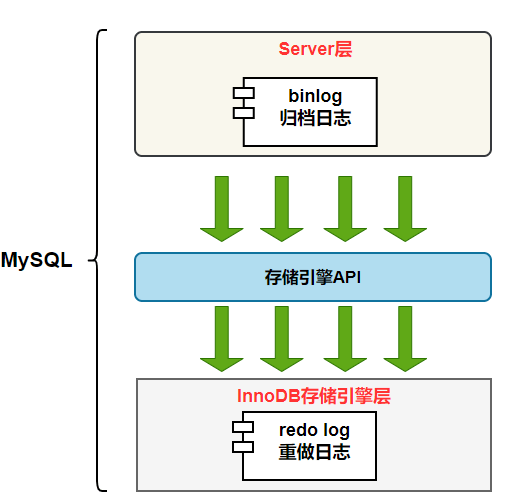 Server层
binlog
归档日志
MySQL
存储引擎API
InnoDB存储引擎层
redo log
重做日志